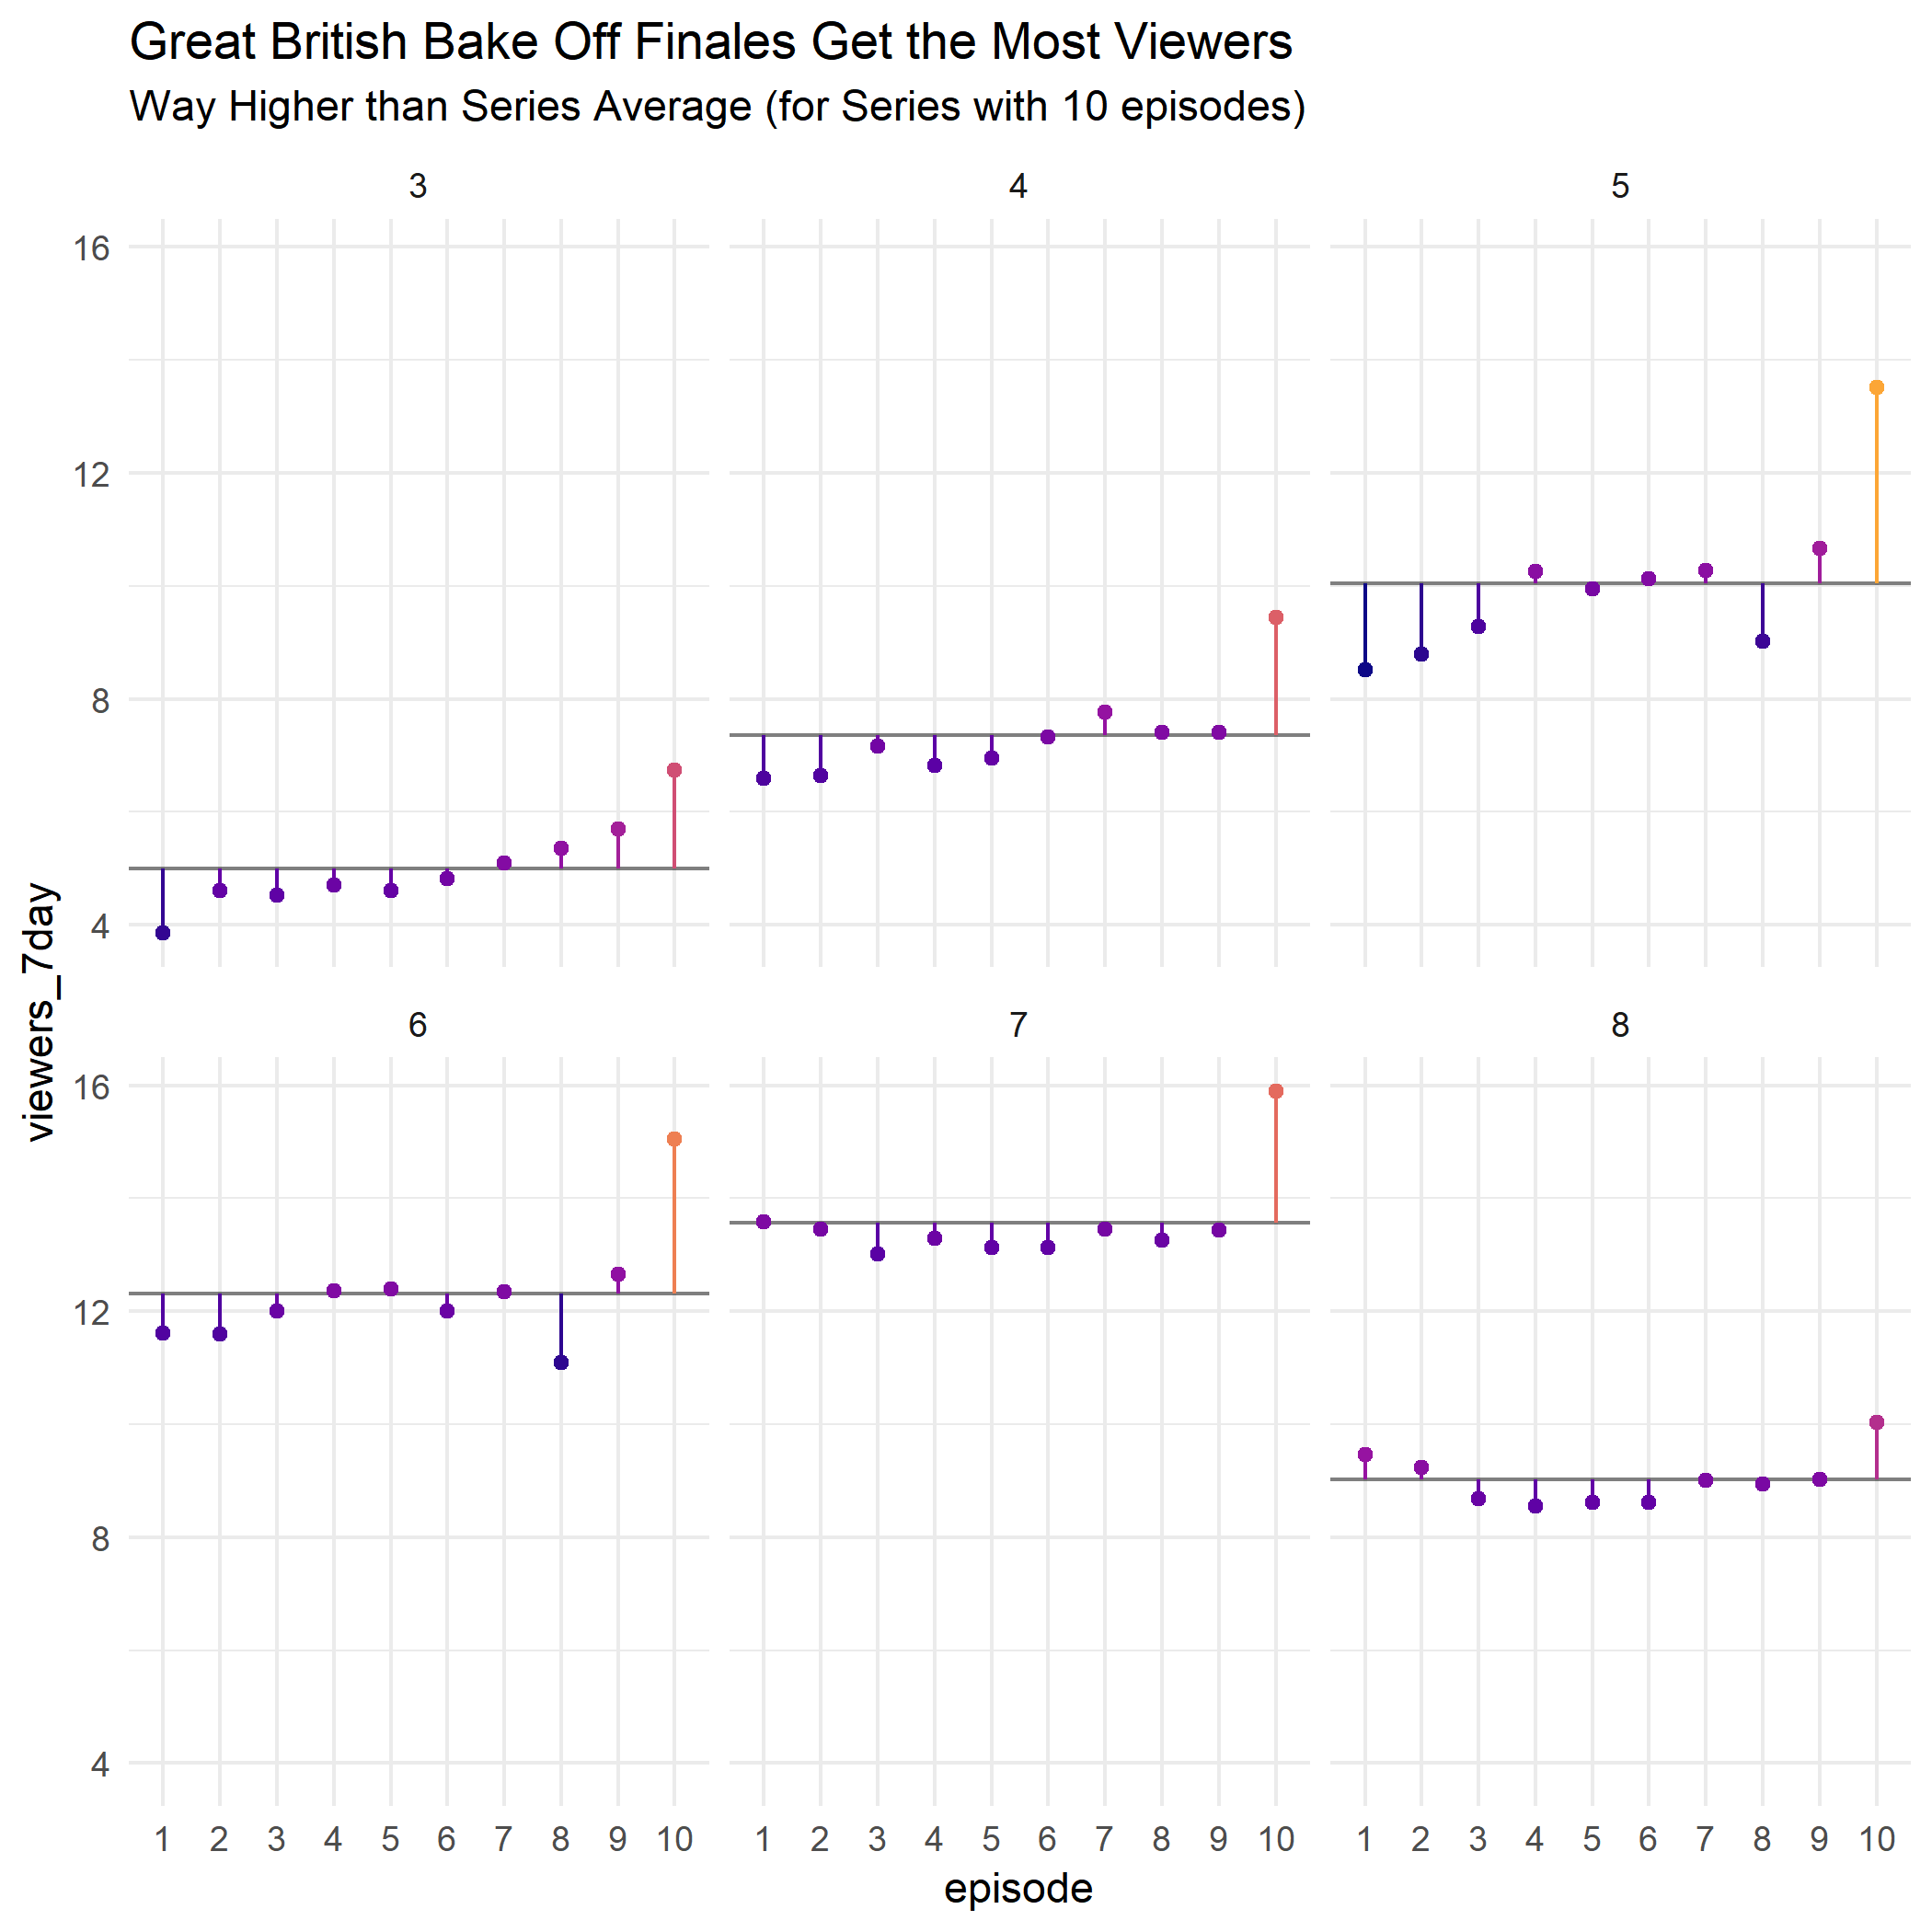 Great British Bake Off Finales Get the Most Viewers
Way Higher than Series Average (for Series with 10 episodes)
3 4 5
16
12
8
4
viewers_7day
6 7 8
16
12
8
4
1 2 3 4 5 6 7 8 9 10 1 2 3 4 5 6 7 8 9 10 1 2 3 4 5 6 7 8 9 10
episode